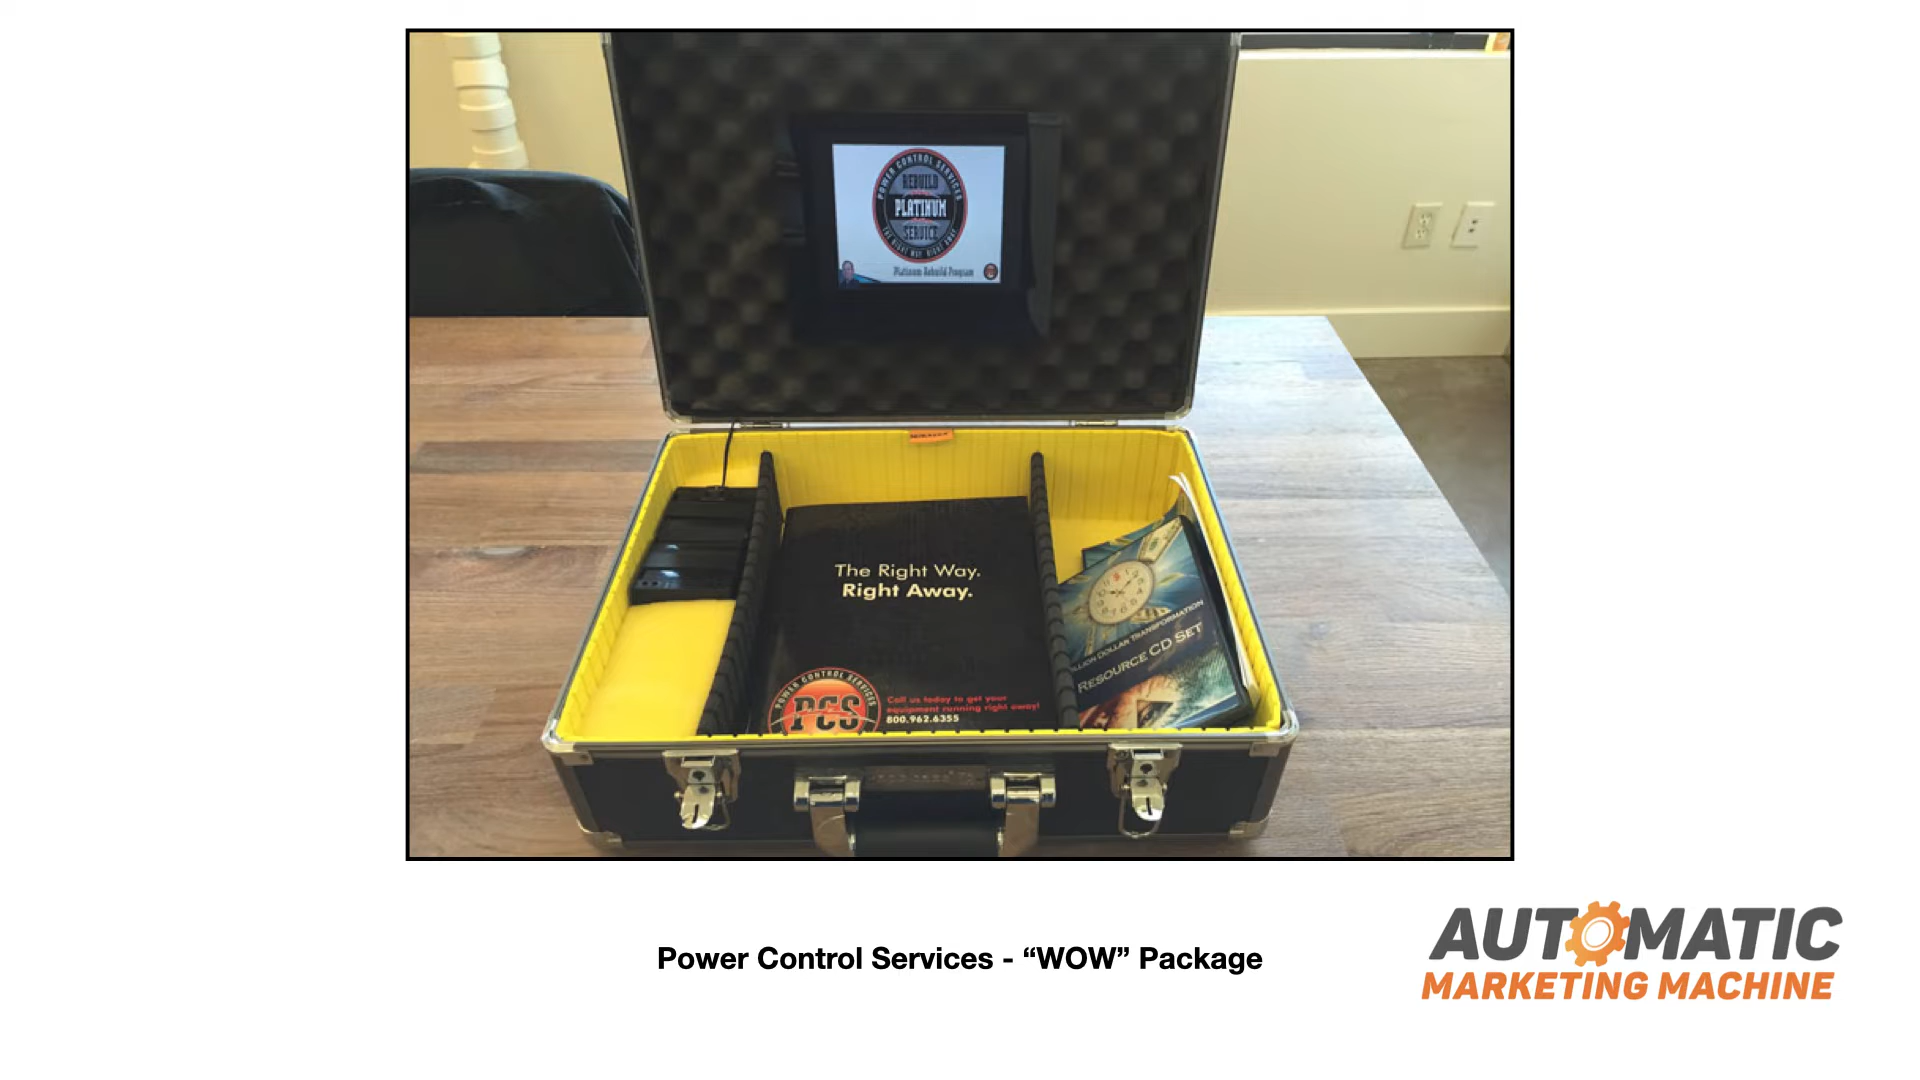 POWER CONTROL SERVICES
REBUILD
PLATINUM
SERVICE
THE RIGHT WAY. RIGHT AWAY.
Platinum Rebuild Program
The Right Way.
Right Away.
POWER CONTROL SERVICES
PCS
Call us today to get your
equipment running right away!
800.962.6355
LLION DOLLAR TRANSFORMATION
RESOURCE CD SET
Power Control Services - “WOW” Package
AUTOMATIC
MARKETING MACHINE